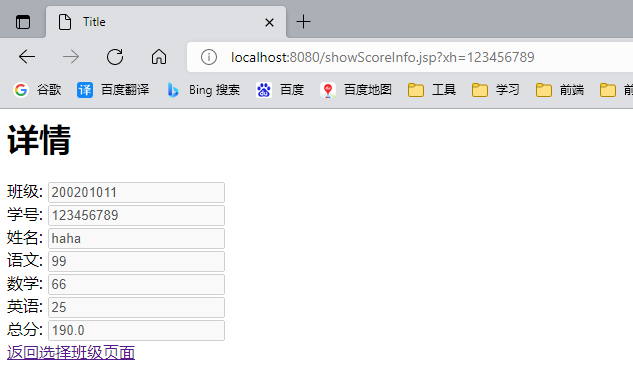 Title
localhost:8080/showScoreInfo.jsp?xh=123456789
谷歌 译 百度翻译 Bing 搜索 百度 百度地图 工具 学习 前端 前
详情
班级: 200201011
学号: 123456789
姓名: haha
语文: 99
数学: 66
英语: 25
总分: 190.0
返回选择班级页面